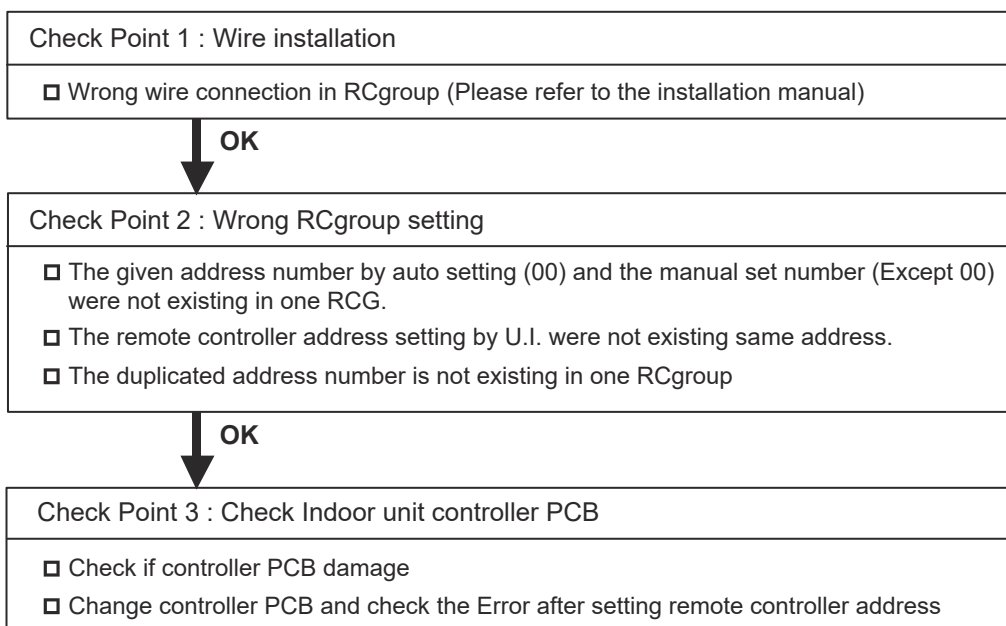 Check Point 1 : Wire installation
Wrong wire connection in RCgroup (Please refer to the installation manual)
OK
Check Point 2 : Wrong RCgroup setting
The given address number by auto setting (00) and the manual set number (Except 00)
were not existing in one RCG.
The remote controller address setting by U.I. were not existing same address.
The duplicated address number is not existing in one RCgroup
OK
Check Point 3 : Check Indoor unit controller PCB
Check if controller PCB damage
Change controller PCB and check the Error after setting remote controller address